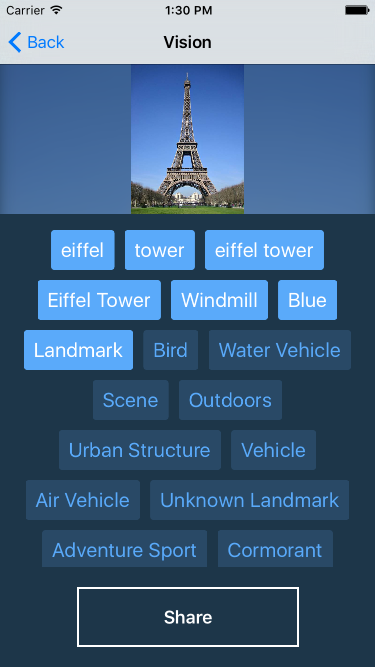 Carrier 1:30 PM
Back Vision
eiffel tower eiffel tower
Eiffel Tower Windmill Blue
Landmark Bird Water Vehicle
Scene Outdoors
Urban Structure Vehicle
Air Vehicle Unknown Landmark
Adventure Sport Cormorant
Share